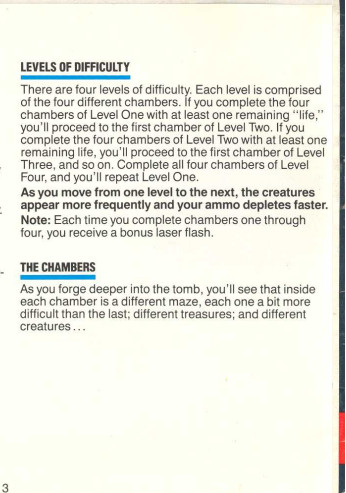 LEVELS OF DIFFICULTY
There are four levels of difficulty. Each level is comprised
of the four different chambers. If you complete the four
chambers of Level One with at least one remaining ''life,''
you'll proceed to the first chamber of Level Two. If you
complete the four chambers of Level Two with at least one
remaining life, you'll proceed to the first chamber of Level
Three, and so on. Complete all four chambers of Level
Four, and you'll repeat Level One.
As you move from one level to the next, the creatures
appear more frequently and your ammo depletes faster.
Note: Each time you complete chambers one through
four, you receive a bonus laser flash.
THE CHAMBERS
As you forge deeper into the tomb, you'll see that inside
each chamber is a different maze, each one a bit more
difficult than the last; different treasures; and different
creatures...
3